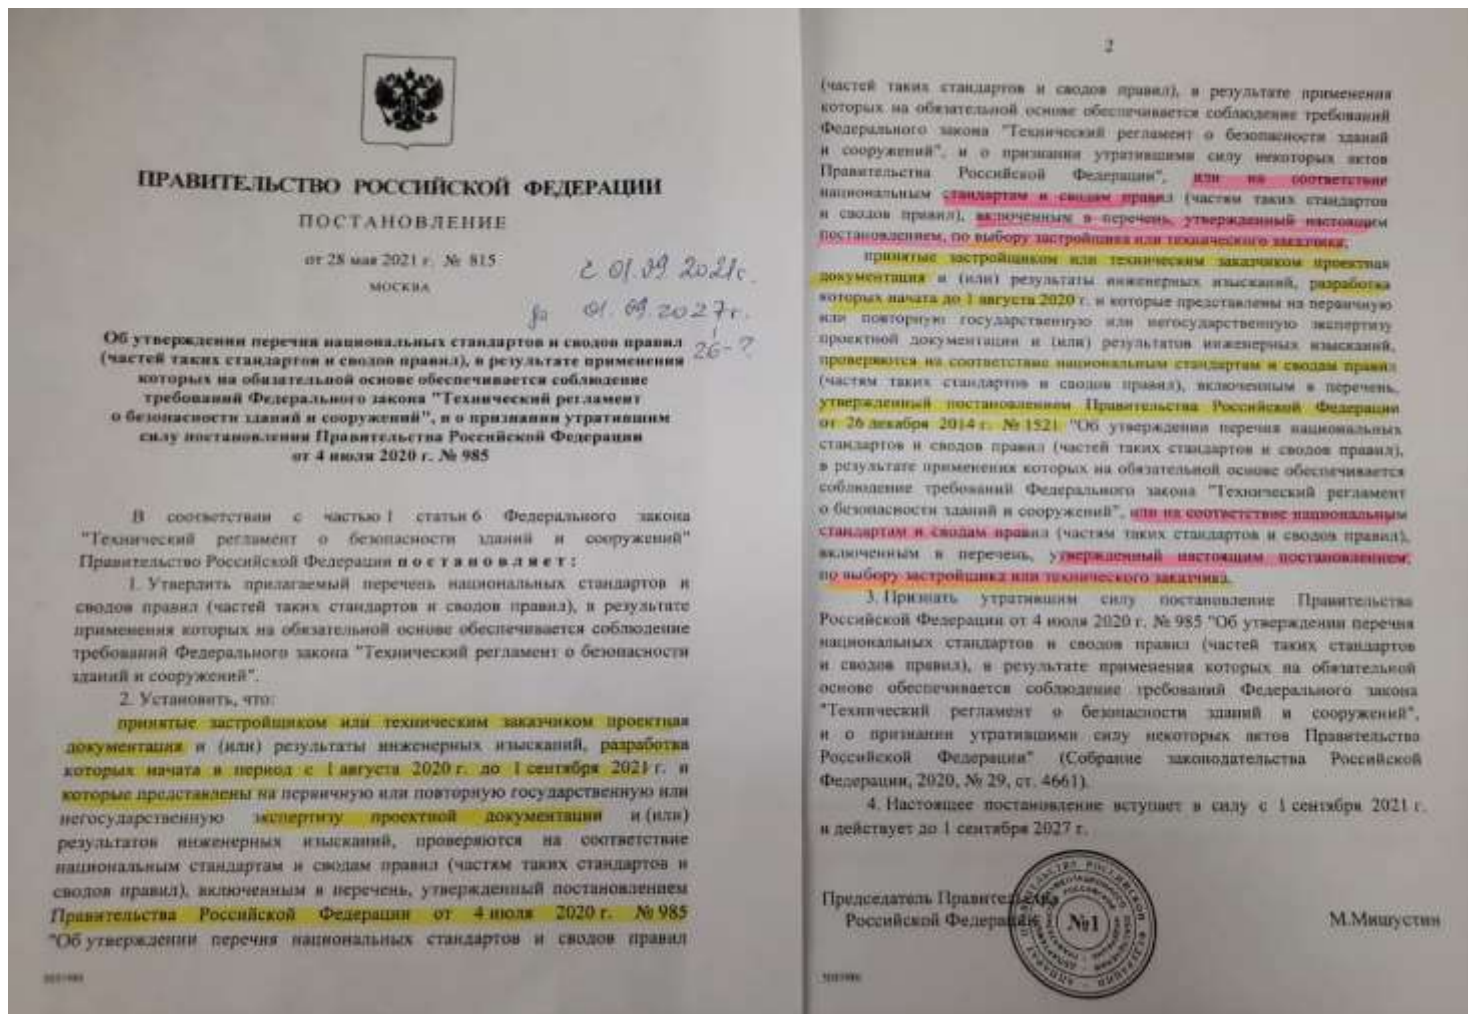 ПРАВИТЕЛЬСТВО РОССИЙСКОЙ ФЕДЕРАЦИИ
ПОСТАНОВЛЕНИЕ
от 28 мая 2021 г. № 815
МОСКВА
с 01.09 2021г.
до 01.09.2027г.
26-?
Об утверждении перечня национальных стандартов и сводов правил
(частей таких стандартов и сводов правил), в результате применения
которых на обязательной основе обеспечивается соблюдение
требований Федерального закона "Технический регламент
о безопасности зданий и сооружений", и о признании утратившим
силу постановления Правительства Российской Федерации
от 4 июля 2020 г. № 985
В соответствии с частью 1 статьи 6 Федерального закона
"Технический регламент о безопасности зданий и сооружений"
Правительство Российской Федерации постановляет:
1. Утвердить прилагаемый перечень национальных стандартов и
сводов правил (частей таких стандартов и сводов правил), в результате
применения которых на обязательной основе обеспечивается соблюдение
требований Федерального закона "Технический регламент о безопасности
зданий и сооружений".
2. Установить, что:
принятые застройщиком или техническим заказчиком проектная
документация и (или) результаты инженерных изысканий, разработка
которых начата в период с 1 августа 2020 г. до 1 сентября 2021 г. и
которые представлены на первичную или повторную государственную или
негосударственную экспертизу проектной документации и (или)
результатов инженерных изысканий, проверяются на соответствие
национальным стандартам и сводам правил (частям таких стандартов и
сводов правил), включенным в перечень, утвержденный постановлением
Правительства Российской Федерации от 4 июля 2020 г. № 985
"Об утверждении перечня национальных стандартов и сводов правил
2
(частей таких стандартов и сводов правил), в результате применения
которых на обязательной основе обеспечивается соблюдение требований
Федерального закона "Технический регламент о безопасности зданий
и сооружений", и о признании утратившими силу некоторых актов
Правительства Российской Федерации", или на соответствие
национальным стандартам и сводам правил (частям таких стандартов
и сводов правил), включенным в перечень, утвержденный настоящим
постановлением, по выбору застройщика или технического заказчика;
принятые застройщиком или техническим заказчиком проектная
документация и (или) результаты инженерных изысканий, разработка
которых начата до 1 августа 2020 г. и которые представлены на первичную
или повторную государственную или негосударственную экспертизу
проектной документации и (или) результатов инженерных изысканий,
проверяются на соответствие национальным стандартам и сводам правил
(частям таких стандартов и сводов правил), включенным в перечень,
утвержденный постановлением Правительства Российской Федерации
от 26 декабря 2014 г. № 1521 "Об утверждении перечня национальных
стандартов и сводов правил (частей таких стандартов и сводов правил),
в результате применения которых на обязательной основе обеспечивается
соблюдение требований Федерального закона "Технический регламент
о безопасности зданий и сооружений", или на соответствие национальным
стандартам и сводам правил (частям таких стандартов и сводов правил),
включенным в перечень, утвержденный настоящим постановлением,
по выбору застройщика или технического заказчика.
3. Признать утратившим силу постановление Правительства
Российской Федерации от 4 июля 2020 г. № 985 "Об утверждении перечня
национальных стандартов и сводов правил (частей таких стандартов
и сводов правил), в результате применения которых на обязательной
основе обеспечивается соблюдение требований Федерального закона
"Технический регламент о безопасности зданий и сооружений",
и о признании утратившими силу некоторых актов Правительства
Российской Федерации" (Собрание законодательства Российской
Федерации, 2020, № 29, ст. 4661).
4. Настоящее постановление вступает в силу с 1 сентября 2021 г.
и действует до 1 сентября 2027 г.
Председатель Правительства
Российской Федерации
№1
М.Мишустин